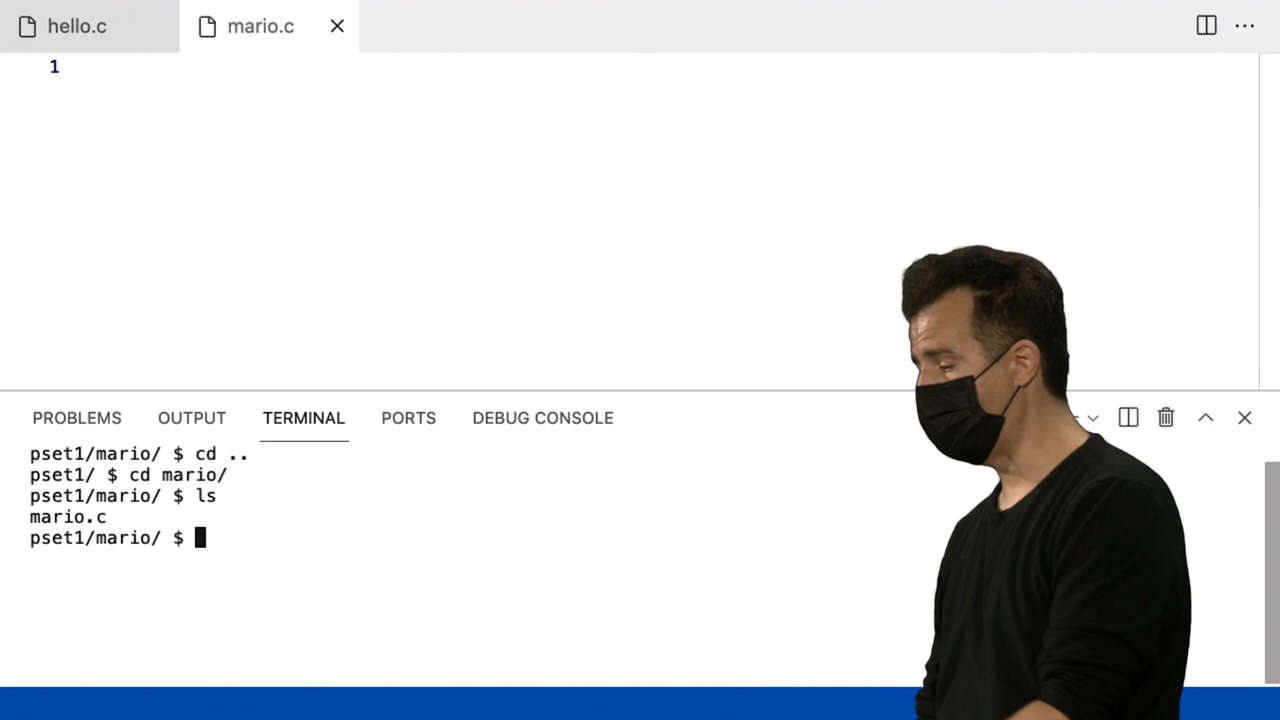 hello.c
mario.c
1
PROBLEMS OUTPUT TERMINAL PORTS DEBUG CONSOLE
pset1/mario/ $ cd ..
pset1/ $ cd mario/
pset1/mario/ $ ls
mario.c
pset1/mario/ $